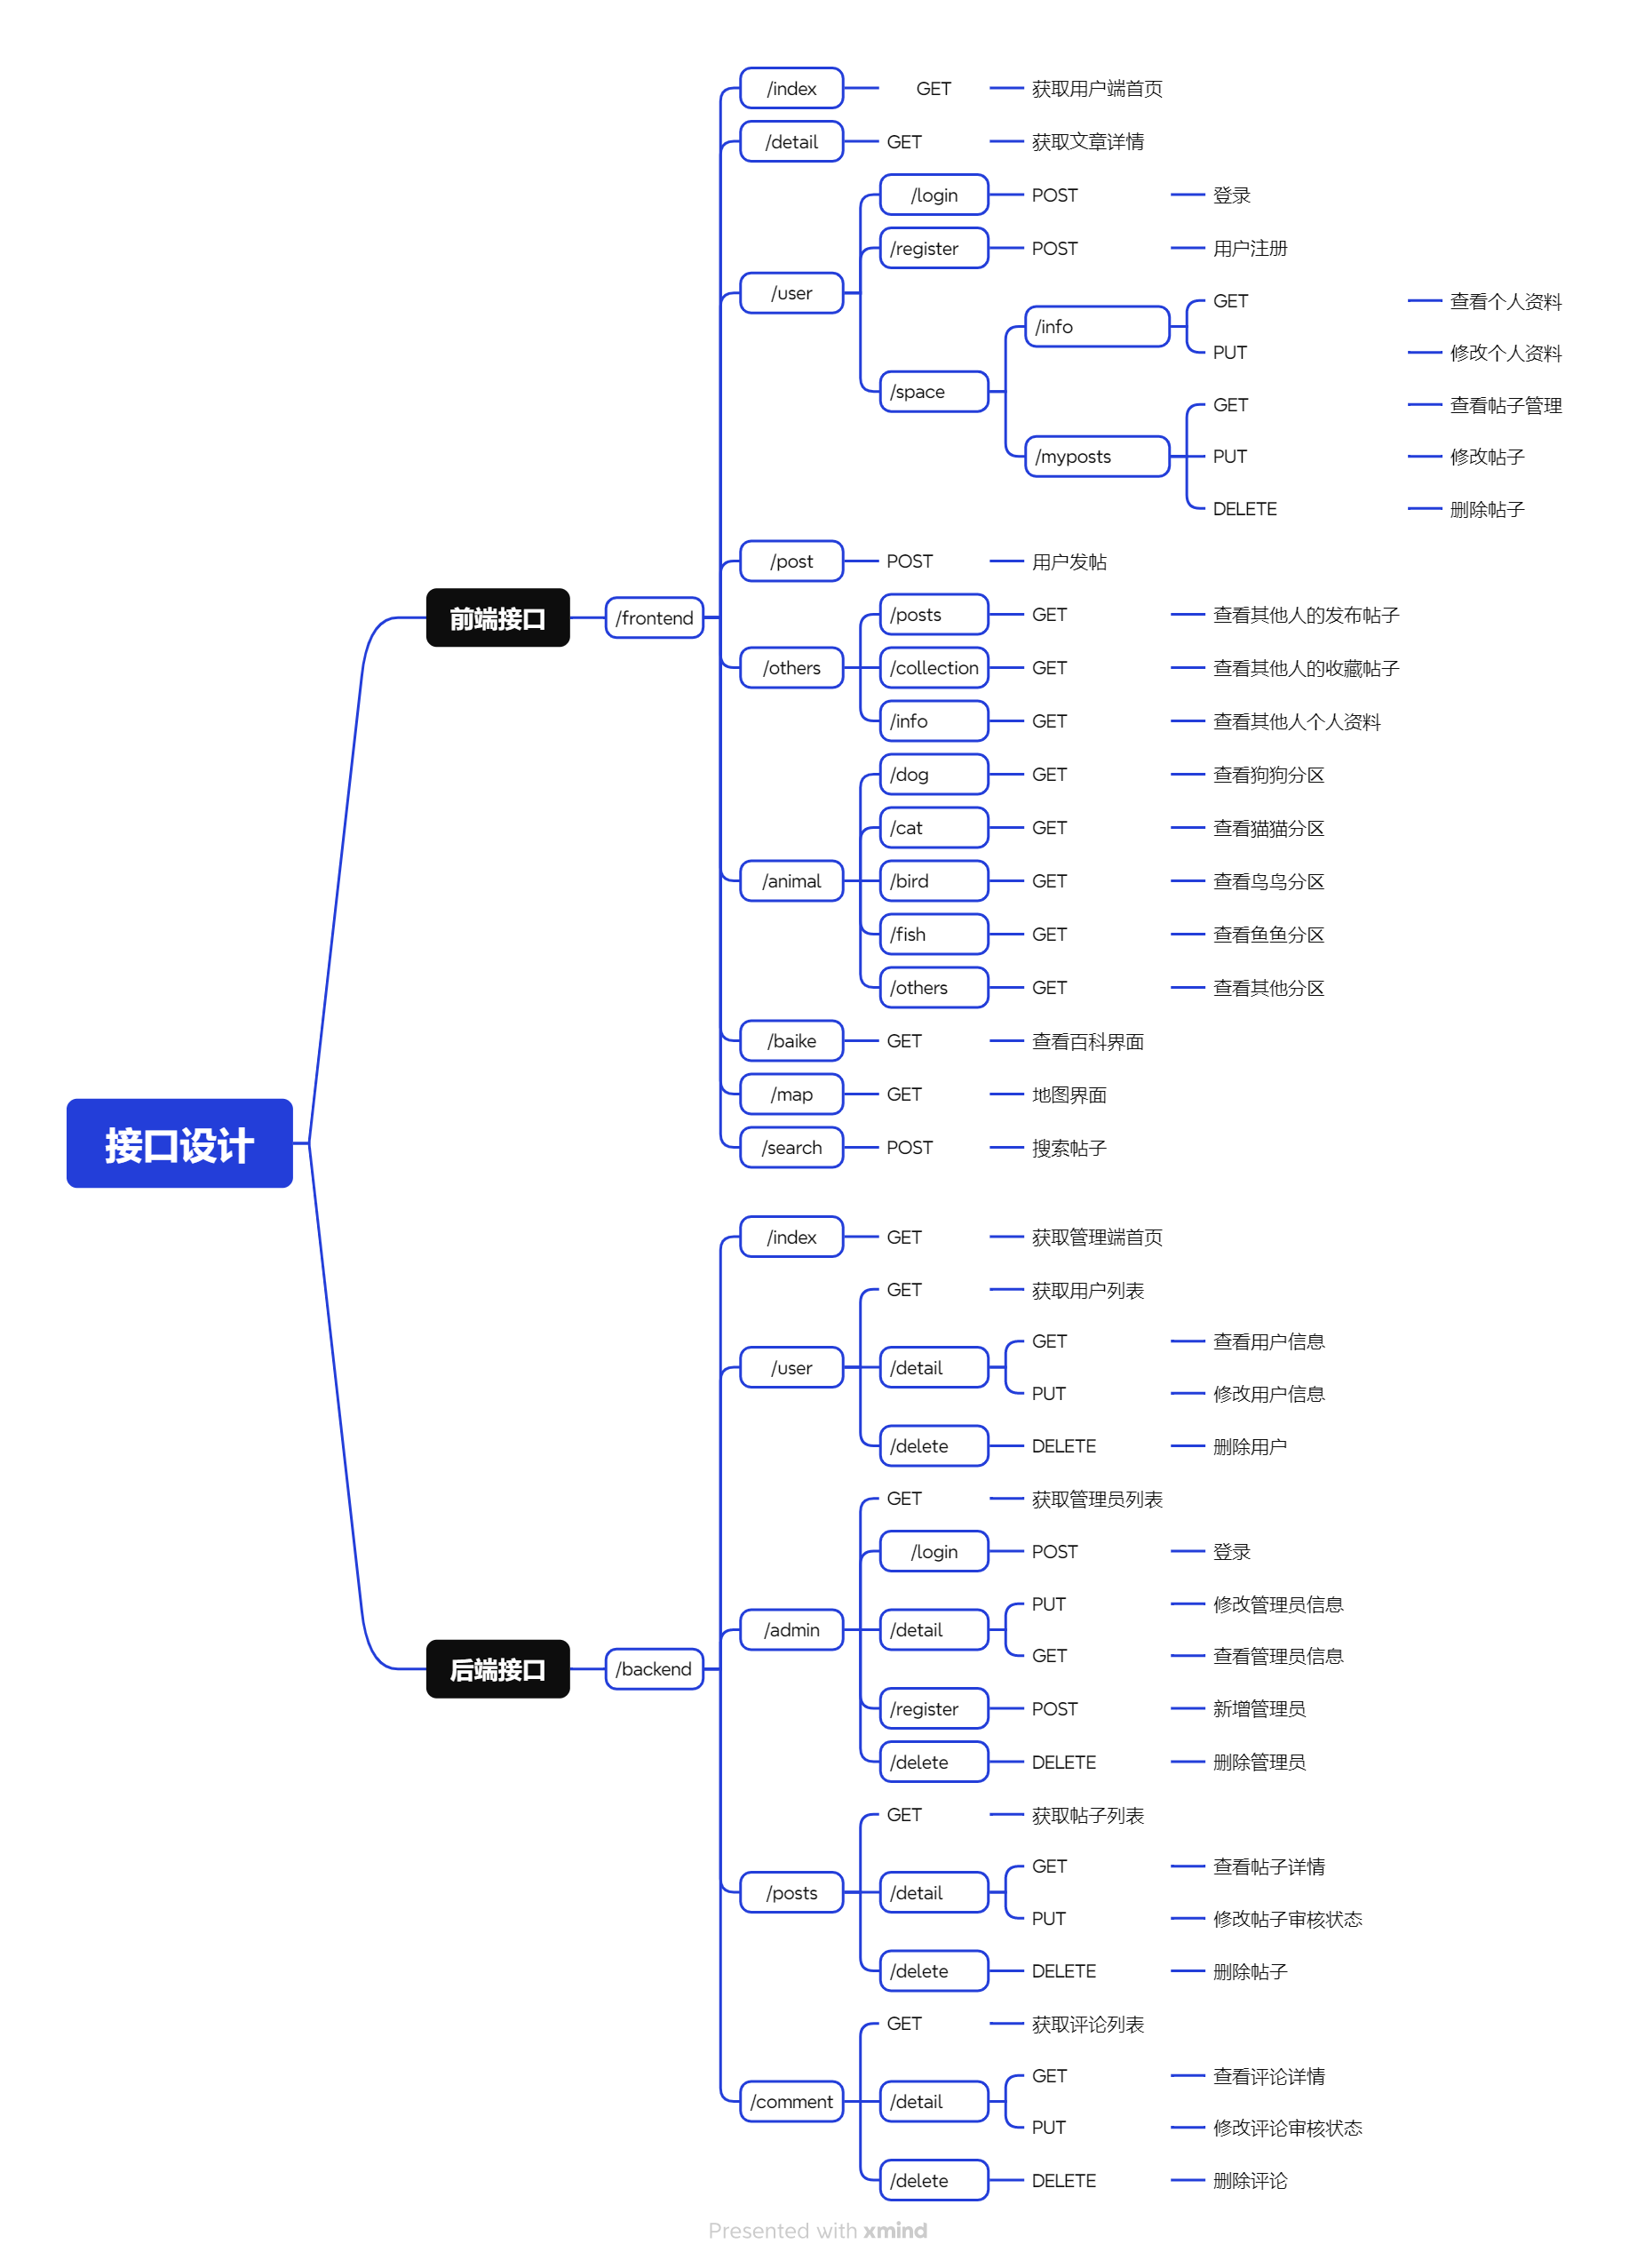 接口设计
前端接口
/frontend
/index GET 获取用户端首页
/detail GET 获取文章详情
/user
/login POST 登录
/register POST 用户注册
/space
/info
GET 查看个人资料
PUT 修改个人资料
/myposts
GET 查看帖子管理
PUT 修改帖子
DELETE 删除帖子
/post POST 用户发帖
/others
/posts GET 查看其他人的发布帖子
/collection GET 查看其他人的收藏帖子
/info GET 查看其他人个人资料
/animal
/dog GET 查看狗狗分区
/cat GET 查看猫猫分区
/bird GET 查看鸟鸟分区
/fish GET 查看鱼鱼分区
/others GET 查看其他分区
/baike GET 查看百科界面
/map GET 地图界面
/search POST 搜索帖子
后端接口
/backend
/index GET 获取管理端首页
/user
GET 获取用户列表
/detail
GET 查看用户信息
PUT 修改用户信息
/delete DELETE 删除用户
/admin
GET 获取管理员列表
/login POST 登录
/detail
PUT 修改管理员信息
GET 查看管理员信息
/register POST 新增管理员
/delete DELETE 删除管理员
/posts
GET 获取帖子列表
/detail
GET 查看帖子详情
PUT 修改帖子审核状态
/delete DELETE 删除帖子
/comment
GET 获取评论列表
/detail
GET 查看评论详情
PUT 修改评论审核状态
/delete DELETE 删除评论
Presented with xmind